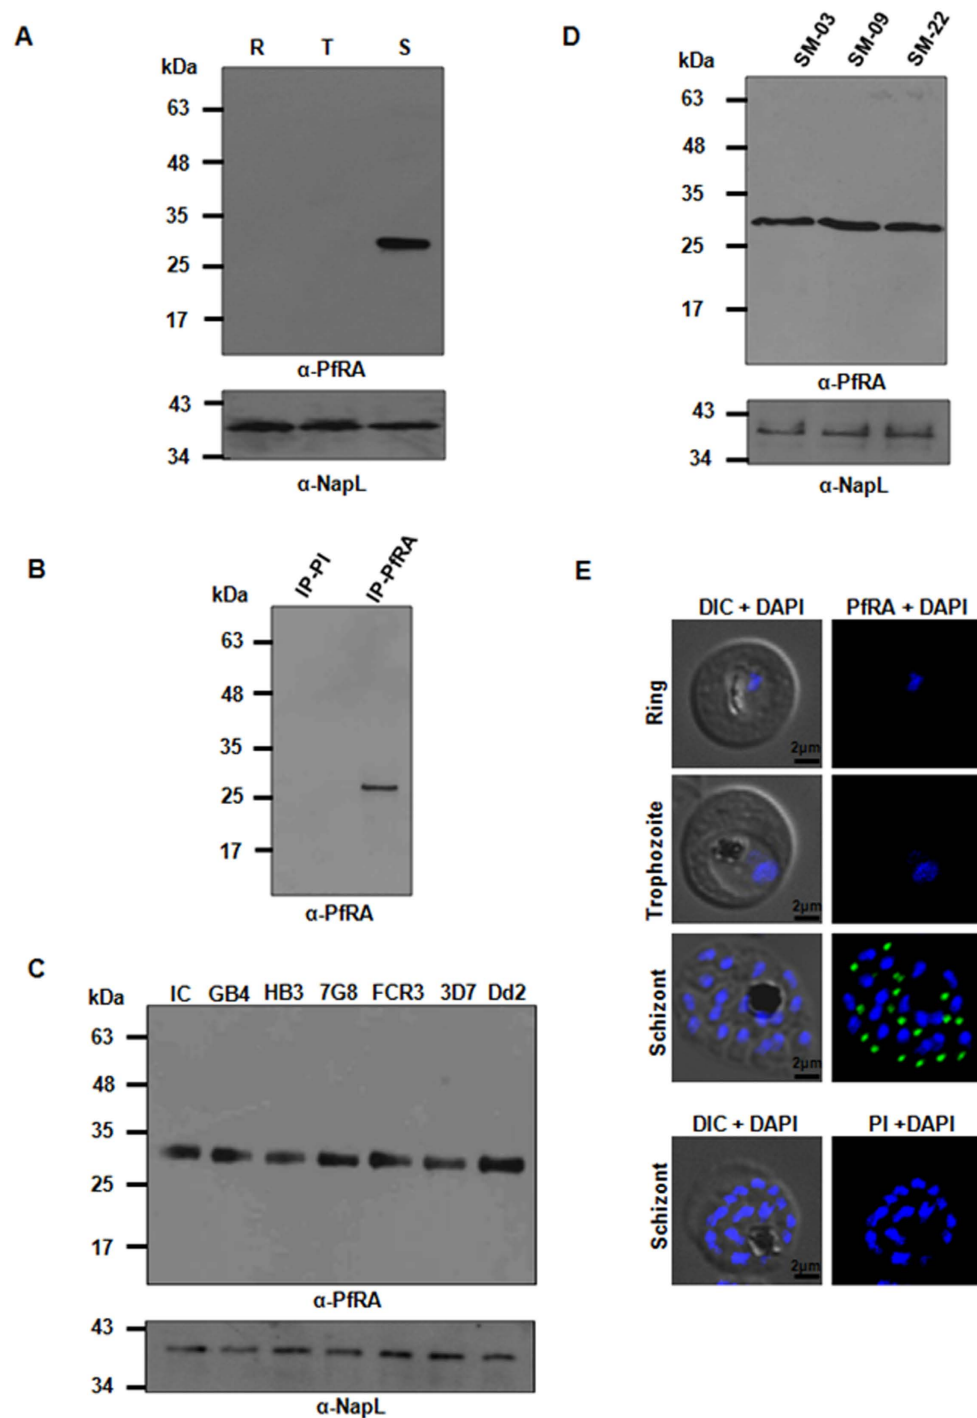 A
R T S
kDa
63
48
35
25
17
α-PfRA
43
34
α-NapL
B
IP-PI IP-PfRA
kDa
63
48
35
25
17
α-PfRA
C
IC GB4 HB3 7G8 FCR3 3D7 Dd2
kDa
63
48
35
25
17
α-PfRA
43
34
α-NapL
D
SM-03 SM-09 SM-22
kDa
63
48
35
25
17
α-PfRA
43
34
α-NapL
E
DIC + DAPI PfRA + DAPI
Ring
2µm
Trophozoite
2µm
Schizont
2µm
DIC + DAPI PI +DAPI
Schizont
2µm